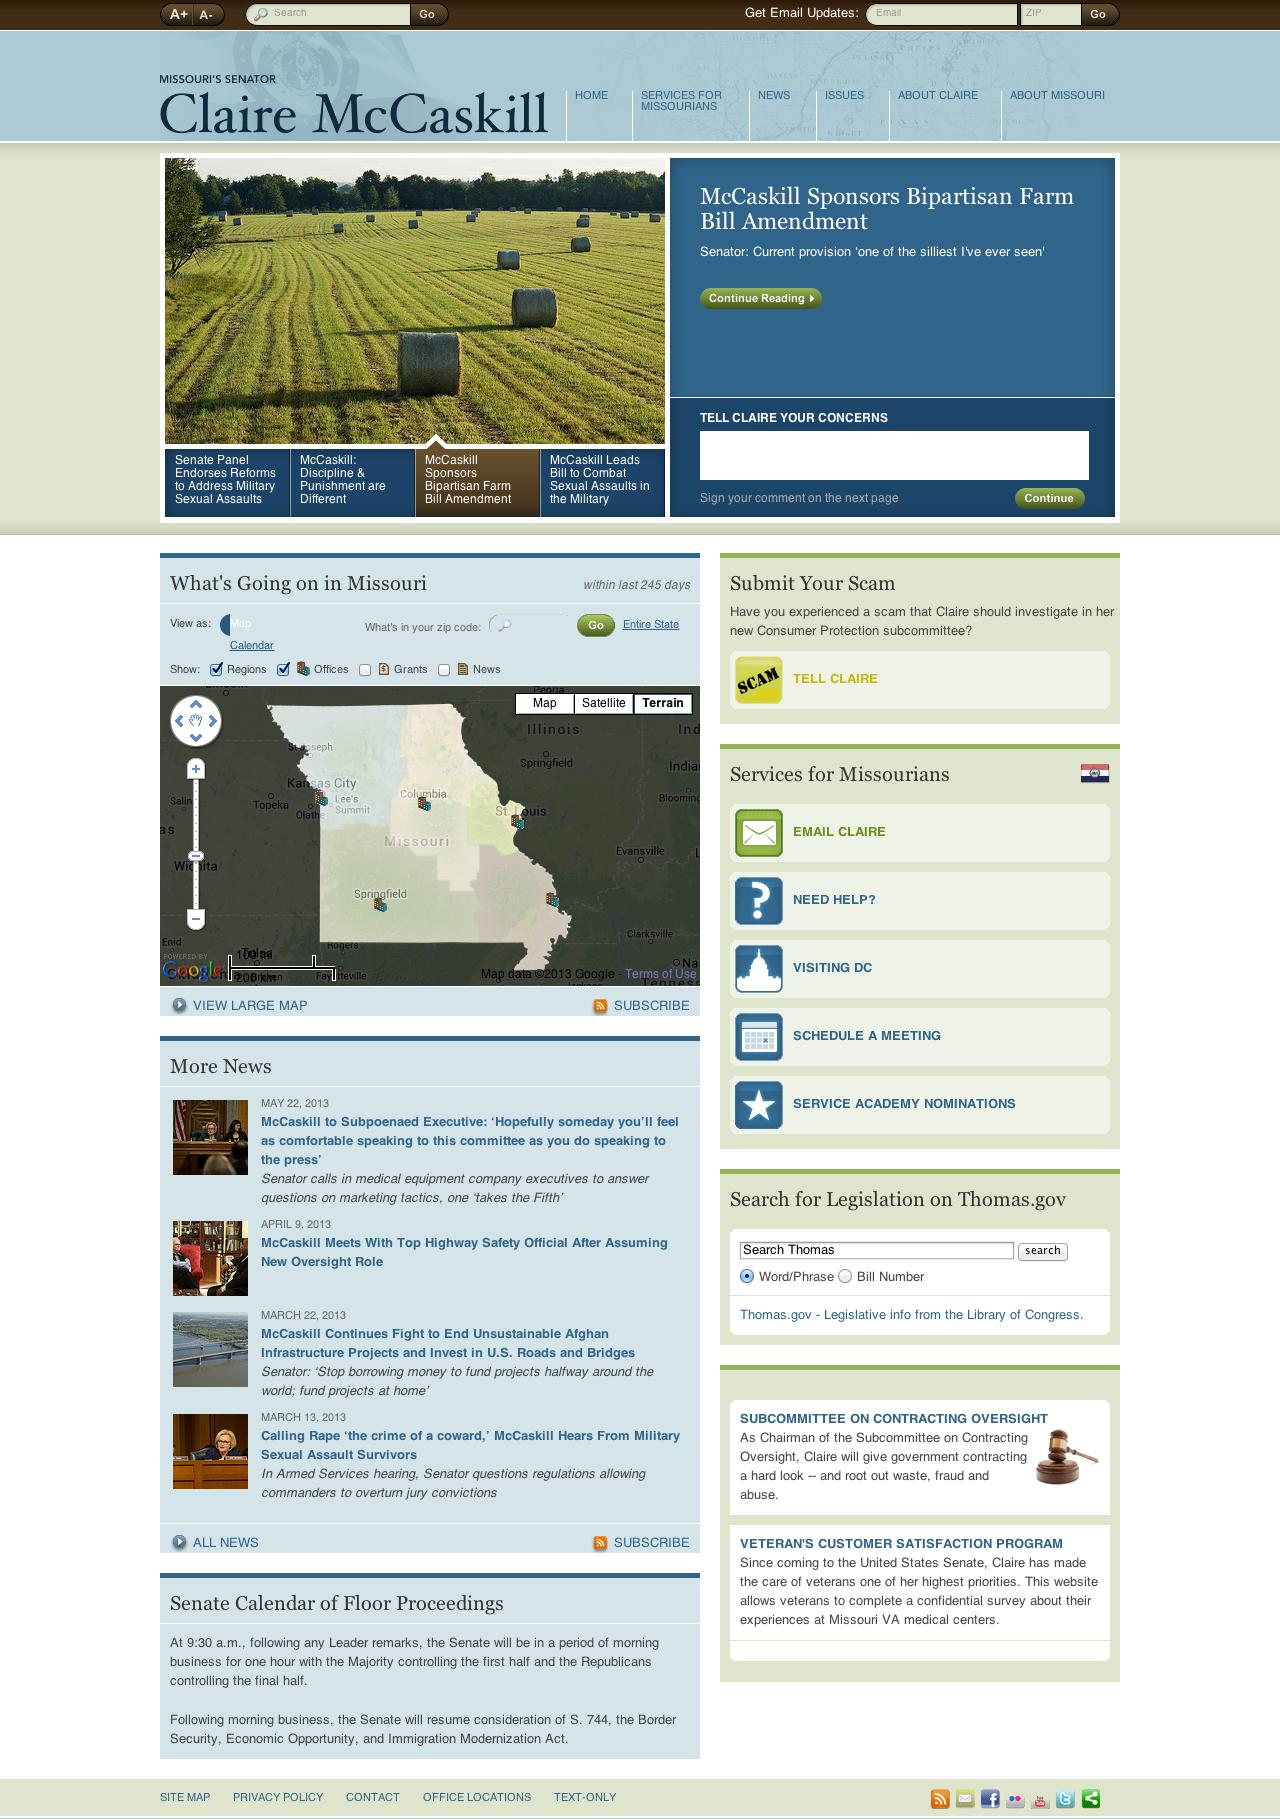 A+ A- Search Go Get Email Updates: Email ZIP Go
MISSOURI'S SENATOR
Claire McCaskill
HOME
SERVICES FOR
MISSOURIANS
NEWS
ISSUES
ABOUT CLAIRE
ABOUT MISSOURI
McCaskill Sponsors Bipartisan Farm
Bill Amendment
Senator: Current provision ‘one of the silliest I've ever seen'
Continue Reading
TELL CLAIRE YOUR CONCERNS
Sign your comment on the next page
Continue
Senate Panel
Endorses Reforms
to Address Military
Sexual Assaults
McCaskill:
Discipline &
Punishment are
Different
McCaskill
Sponsors
Bipartisan Farm
Bill Amendment
McCaskill Leads
Bill to Combat
Sexual Assaults in
the Military
What's Going on in Missouri
within last 245 days
View as: Map
Calendar
What's in your zip code: Go Entire State
Show: Regions Offices Grants News
Map Satellite Terrain
Peoria
Illinois
Ind
St Joseph
Springfield
Kansas City
Columbia
India
Salin
Topeka
Lee's
Summit
Olathe
St Louis
Blooming
as
Missouri
Wichita
Evansville
Springfield
Clarksville
Enid
Tulsa
Rogers
POWERED BY
Google
100 mi
200 km
Fayetteville
Na
Map data ©2013 Google - Terms of Use
Tenness
VIEW LARGE MAP
SUBSCRIBE
More News
MAY 22, 2013
McCaskill to Subpoenaed Executive: ‘Hopefully someday you’ll feel
as comfortable speaking to this committee as you do speaking to
the press’
Senator calls in medical equipment company executives to answer
questions on marketing tactics, one ‘takes the Fifth’
APRIL 9, 2013
McCaskill Meets With Top Highway Safety Official After Assuming
New Oversight Role
MARCH 22, 2013
McCaskill Continues Fight to End Unsustainable Afghan
Infrastructure Projects and Invest in U.S. Roads and Bridges
Senator: ‘Stop borrowing money to fund projects halfway around the
world; fund projects at home’
MARCH 13, 2013
Calling Rape ‘the crime of a coward,’ McCaskill Hears From Military
Sexual Assault Survivors
In Armed Services hearing, Senator questions regulations allowing
commanders to overturn jury convictions
ALL NEWS
SUBSCRIBE
Senate Calendar of Floor Proceedings
At 9:30 a.m., following any Leader remarks, the Senate will be in a period of morning
business for one hour with the Majority controlling the first half and the Republicans
controlling the final half.
Following morning business, the Senate will resume consideration of S. 744, the Border
Security, Economic Opportunity, and Immigration Modernization Act.
Submit Your Scam
Have you experienced a scam that Claire should investigate in her
new Consumer Protection subcommittee?
SCAM
TELL CLAIRE
Services for Missourians
EMAIL CLAIRE
NEED HELP?
VISITING DC
SCHEDULE A MEETING
SERVICE ACADEMY NOMINATIONS
Search for Legislation on Thomas.gov
Search Thomas search
Word/Phrase Bill Number
Thomas.gov - Legislative info from the Library of Congress.
SUBCOMMITTEE ON CONTRACTING OVERSIGHT
As Chairman of the Subcommittee on Contracting
Oversight, Claire will give government contracting
a hard look -- and root out waste, fraud and
abuse.
VETERAN'S CUSTOMER SATISFACTION PROGRAM
Since coming to the United States Senate, Claire has made
the care of veterans one of her highest priorities. This website
allows veterans to complete a confidential survey about their
experiences at Missouri VA medical centers.
SITE MAP PRIVACY POLICY CONTACT OFFICE LOCATIONS TEXT-ONLY